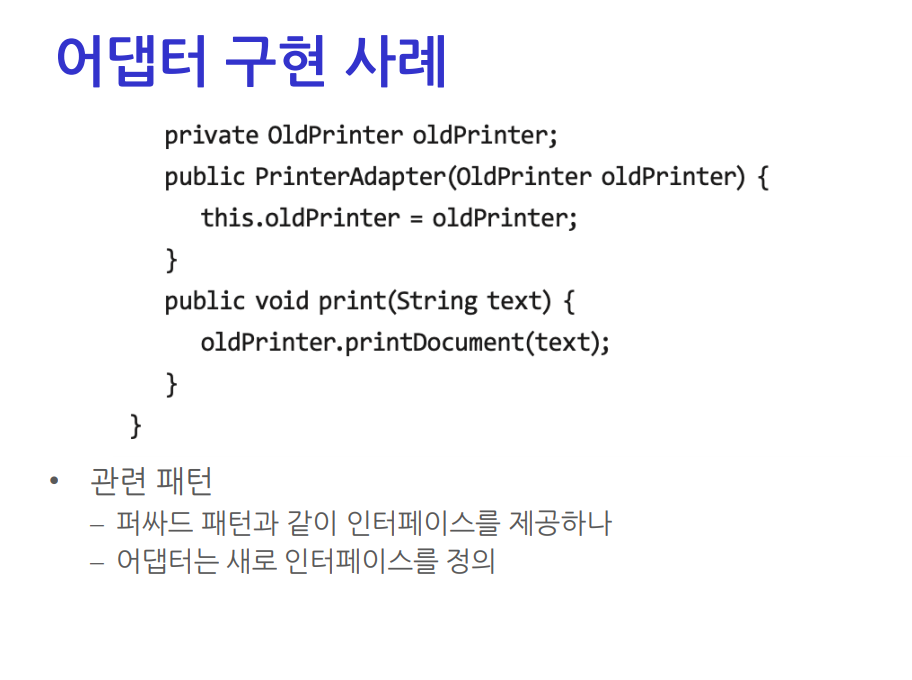 어댑터 구현 사례
private OldPrinter oldPrinter;
public PrinterAdapter(OldPrinter oldPrinter) {
this.oldPrinter = oldPrinter;
}
public void print(String text) {
oldPrinter.printDocument(text);
}
}
• 관련 패턴
– 퍼싸드 패턴과 같이 인터페이스를 제공하나
– 어댑터는 새로 인터페이스를 정의